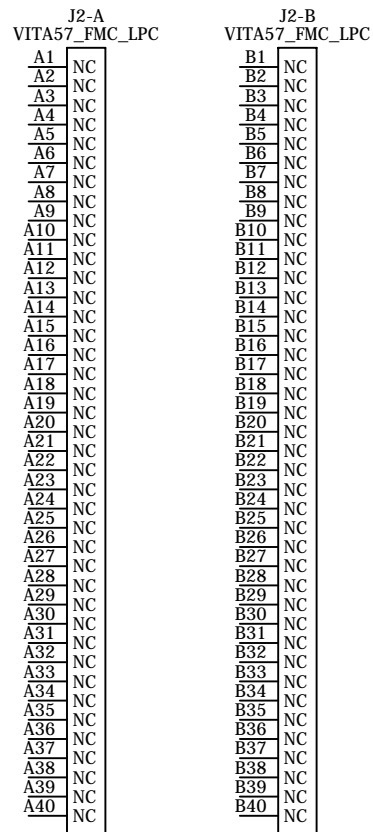 J2-A
VITA57_FMC_LPC
A1 NC
A2 NC
A3 NC
A4 NC
A5 NC
A6 NC
A7 NC
A8 NC
A9 NC
A10 NC
A11 NC
A12 NC
A13 NC
A14 NC
A15 NC
A16 NC
A17 NC
A18 NC
A19 NC
A20 NC
A21 NC
A22 NC
A23 NC
A24 NC
A25 NC
A26 NC
A27 NC
A28 NC
A29 NC
A30 NC
A31 NC
A32 NC
A33 NC
A34 NC
A35 NC
A36 NC
A37 NC
A38 NC
A39 NC
A40 NC
J2-B
VITA57_FMC_LPC
B1 NC
B2 NC
B3 NC
B4 NC
B5 NC
B6 NC
B7 NC
B8 NC
B9 NC
B10 NC
B11 NC
B12 NC
B13 NC
B14 NC
B15 NC
B16 NC
B17 NC
B18 NC
B19 NC
B20 NC
B21 NC
B22 NC
B23 NC
B24 NC
B25 NC
B26 NC
B27 NC
B28 NC
B29 NC
B30 NC
B31 NC
B32 NC
B33 NC
B34 NC
B35 NC
B36 NC
B37 NC
B38 NC
B39 NC
B40 NC